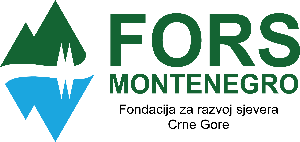 FORS
MONTENEGRO
Fondacija za razvoj sjevera
Crne Gore